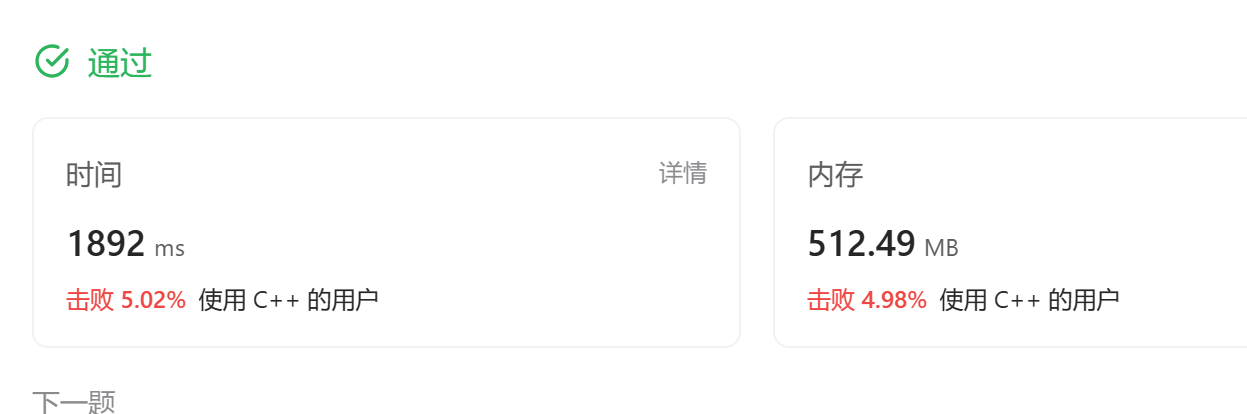 通过
时间 详情
1892 ms
击败 5.02% 使用 C++ 的用户
内存
512.49 MB
击败 4.98% 使用 C++ 的用户
下一题